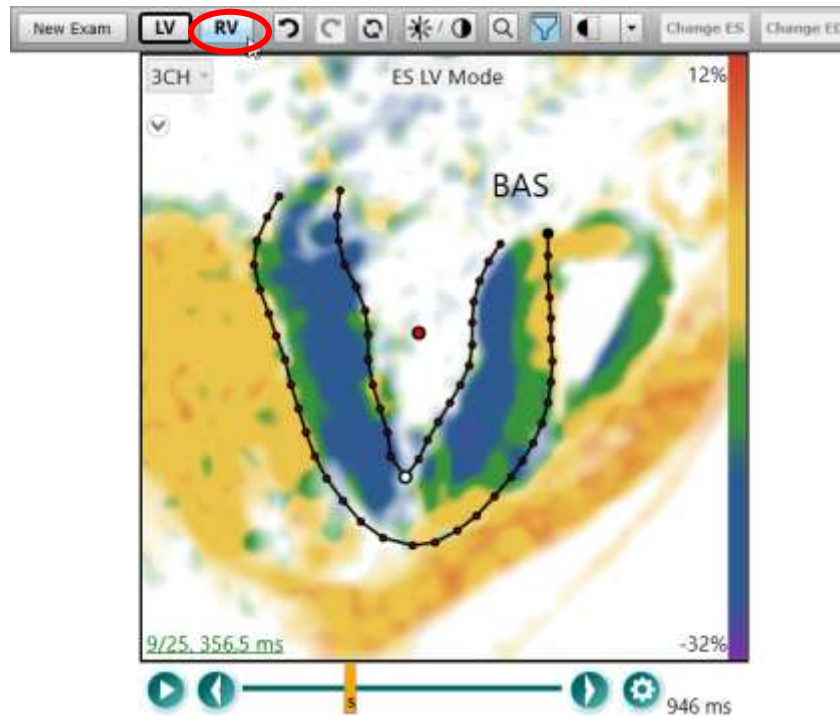 New Exam LV RV Change ES Change ED
3CH ES LV Mode 12%
BAS
9/25, 356.5 ms -32%
s
946 ms